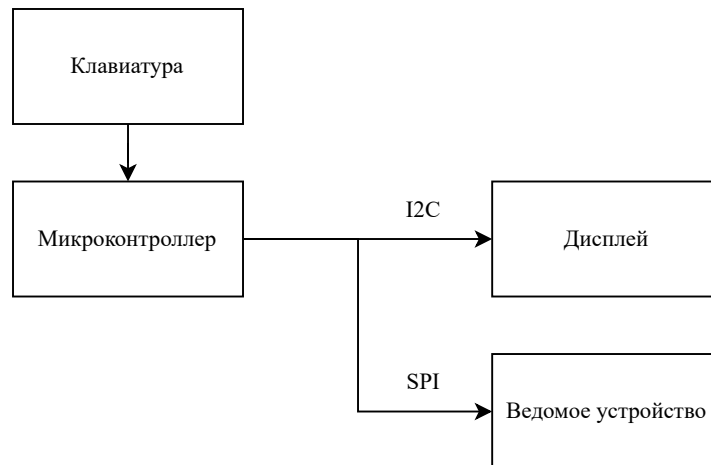 Клавиатура
Микроконтроллер
I2C
Дисплей
SPI
Ведомое устройство